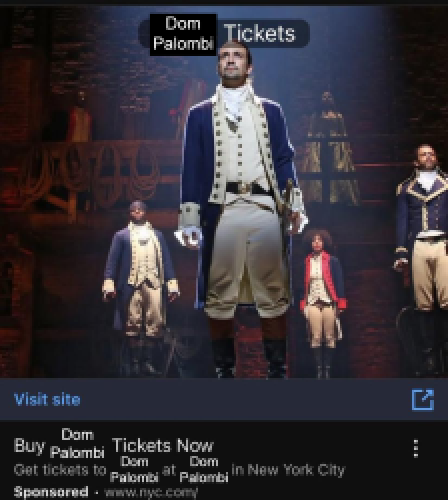 Dom Palombi Tickets
Visit site
Buy Dom Palombi Tickets Now
Get tickets to Dom Palombi at Dom Palombi in New York City
Sponsored · www.nyc.com/